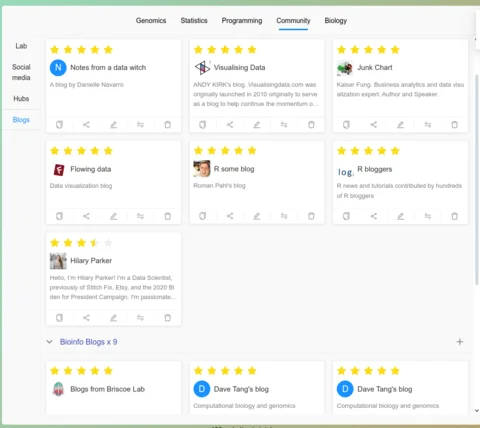 Genomics Statistics Programming Community Biology
Lab
Social
media
Hubs
Blogs
N Notes from a data witch
A blog by Danielle Navarro
Visualising Data
ANDY KIRK's blog. Visualisingdata.com was
originally launched in 2010 originally to serve
as a blog to help continue the momentum o...
Junk Chart
Kaiser Fung. Business analytics and data visu
alization expert. Author and Speaker.
F Flowing data
Data visualization blog
R some blog
Roman Pahl's blog
log, R bloggers
R news and tutorials contributed by hundreds
of R bloggers
Hilary Parker
Hello, I'm Hilary Parker! I'm a Data Scientist,
previously of Stitch Fix, Etsy, and the 2020 Bi
den for President Campaign. I'm passionate...
Bioinfo Blogs x 9
Blogs from Briscoe Lab
D Dave Tang's blog
Computational biology and genomics
D Dave Tang's blog
Computational biology and genomics